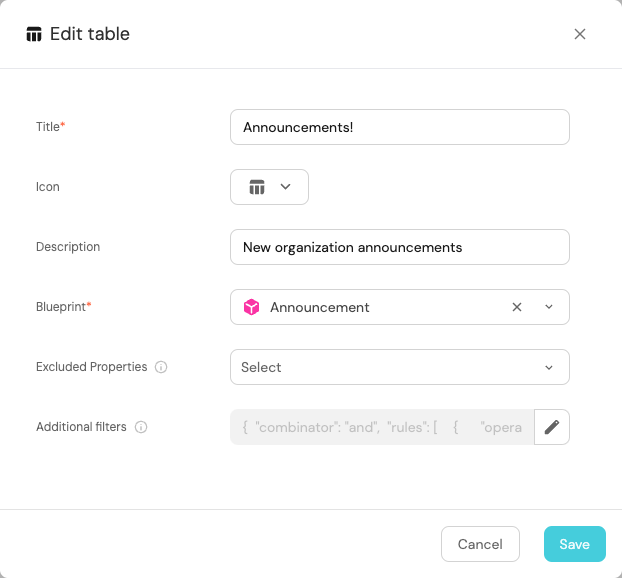 Edit table
Title*
Announcements!
Icon
Description
New organization announcements
Blueprint*
Announcement
Excluded Properties
Select
Additional filters
{ "combinator": "and", "rules": [ { "opera
Cancel
Save